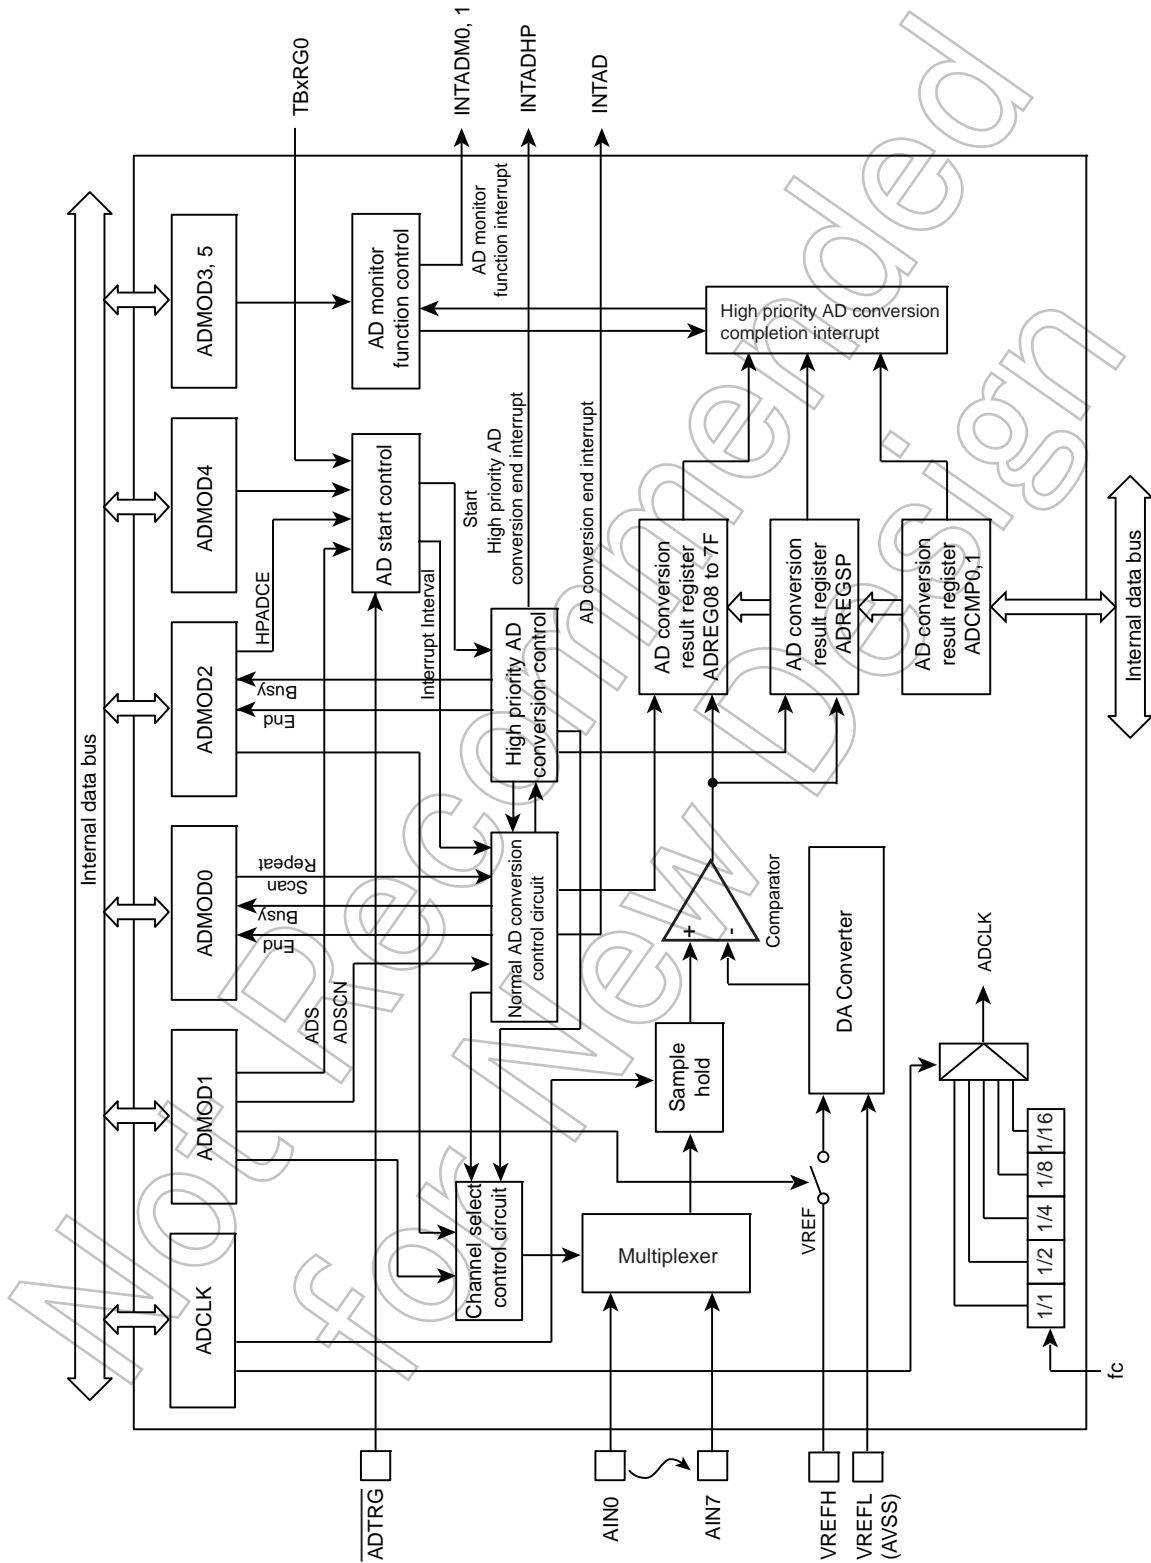 Internal data bus
ADCLK
ADMOD1
ADMOD0
ADMOD2
ADMOD4
ADMOD3, 5
TBxRG0
ADS
ADSCN
End
Busy
Scan
Repeat
End
Busy
HPADCE
ADTRG
AD start control
AD monitor
function control
INTADM0, 1
AD monitor
function interrupt
Interrupt Interval
Start
Channel select
control circuit
Normal AD conversion
control circuit
High priority AD
conversion control
High priority AD
conversion end interrupt
INTADHP
AD conversion end interrupt
INTAD
AIN0
AIN7
Multiplexer
Sample
hold
+
-
Comparator
AD conversion
result register
ADREG08 to 7F
AD conversion
result register
ADREGSP
AD conversion
result register
ADCMP0,1
High priority AD conversion
completion interrupt
VREFH
VREFL
(AVSS)
VREF
DA Converter
ADCLK
1/1
1/2
1/4
1/8
1/16
fc
Internal data bus
Not Recommended
for New Design